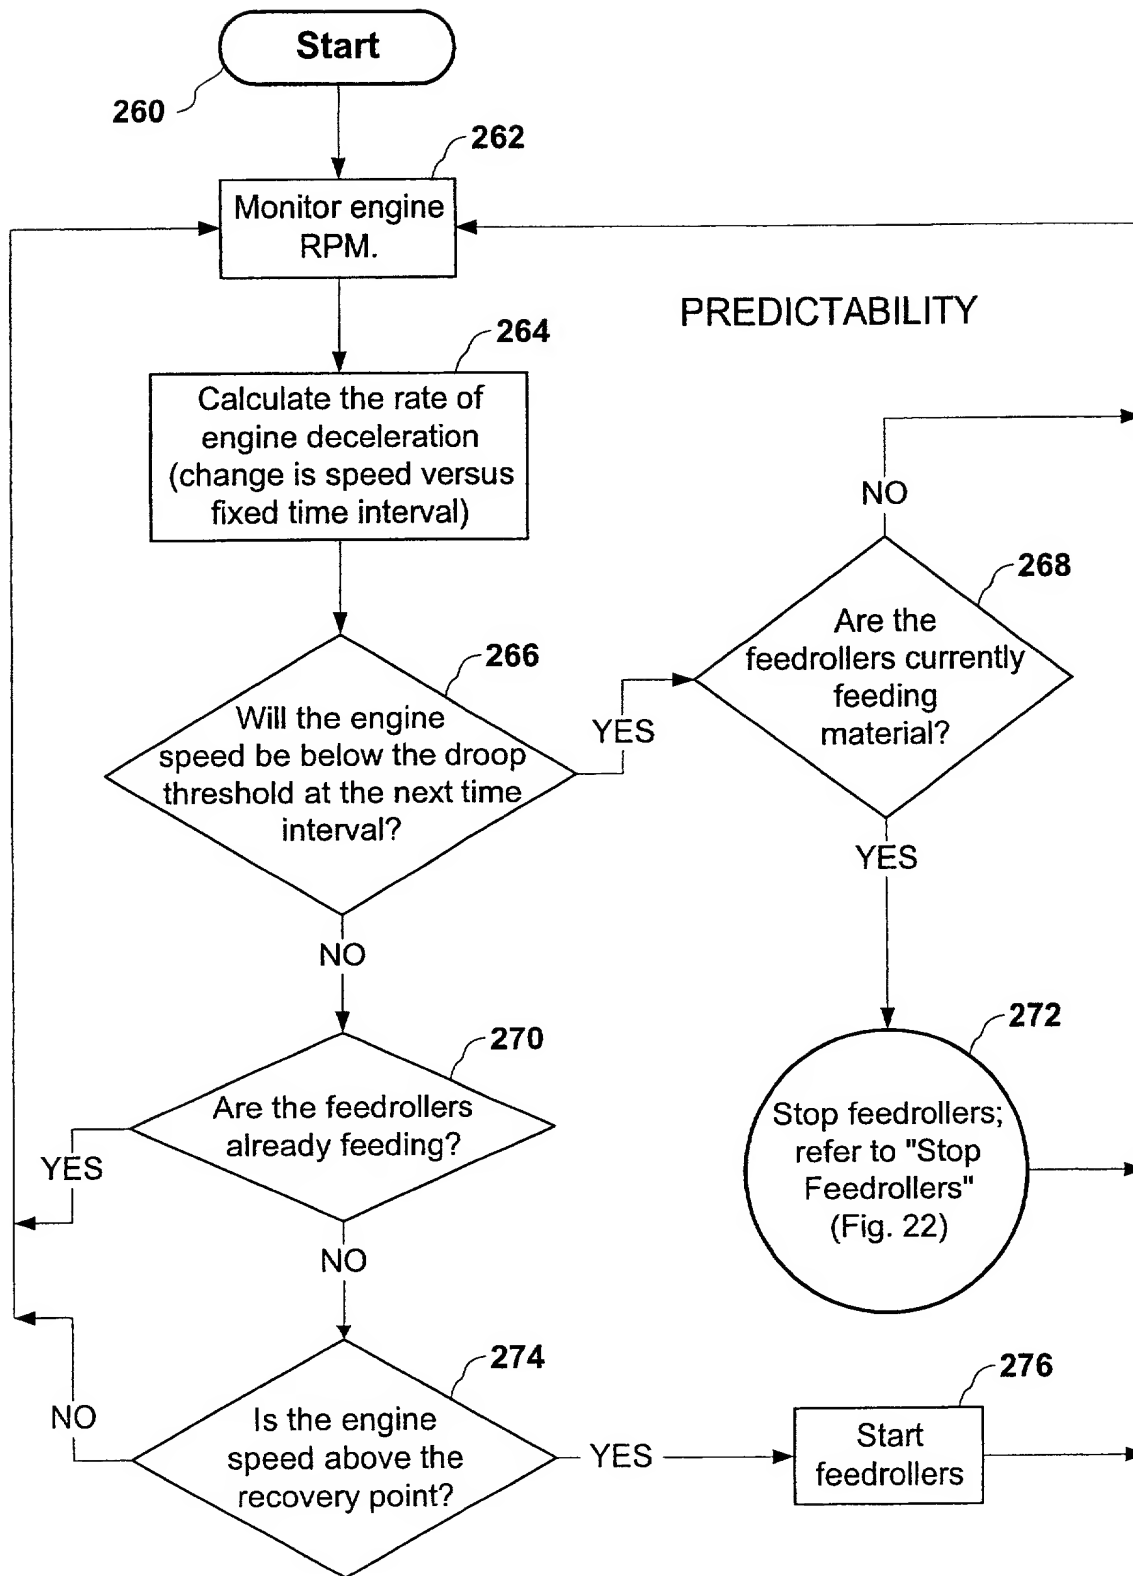 Start
260
262
Monitor engine
RPM.
PREDICTABILITY
264
Calculate the rate of
engine deceleration
(change is speed versus
fixed time interval)
NO
268
Are the
feedrollers currently
feeding
material?
266
Will the engine
speed be below the droop
threshold at the next time
interval?
YES
YES
NO
270
Are the feedrollers
already feeding?
YES
272
Stop feedrollers;
refer to "Stop
Feedrollers"
(Fig. 22)
NO
274
Is the engine
speed above the
recovery point?
NO
YES
276
Start
feedrollers